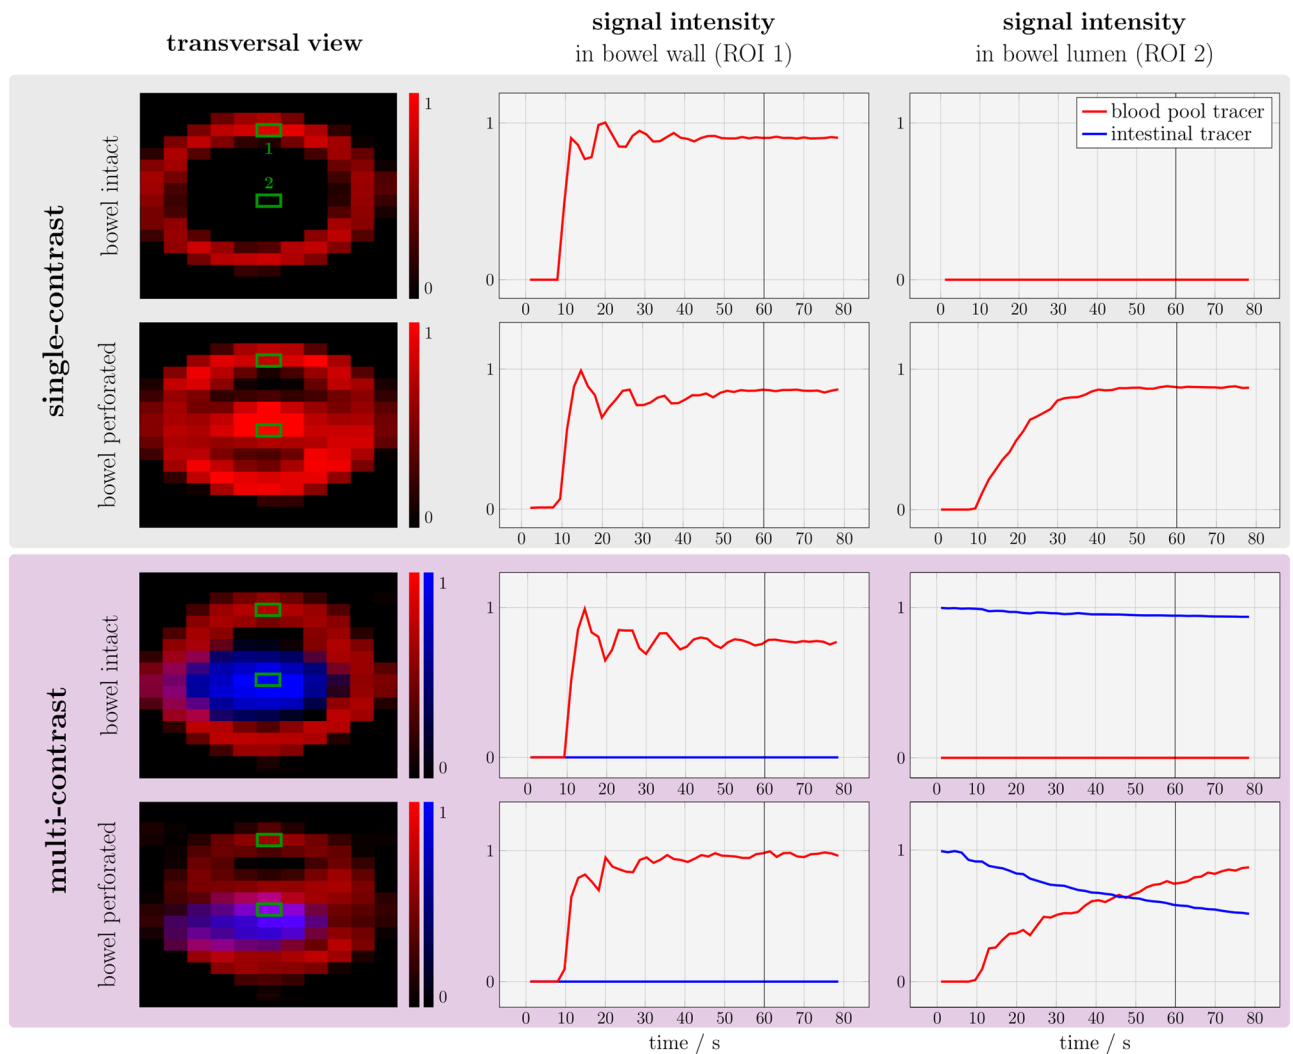 transversal view
signal intensity
in bowel wall (ROI 1)
signal intensity
in bowel lumen (ROI 2)
single-contrast
bowel intact
1
2
1
0
1
0
0 10 20 30 40 50 60 70 80
1
0
0 10 20 30 40 50 60 70 80
blood pool tracer
intestinal tracer
bowel perforated
1
0
1
0
0 10 20 30 40 50 60 70 80
1
0
0 10 20 30 40 50 60 70 80
multi-contrast
bowel intact
1
0
1
0
0 10 20 30 40 50 60 70 80
1
0
0 10 20 30 40 50 60 70 80
bowel perforated
1
0
1
0
0 10 20 30 40 50 60 70 80
time / s
1
0
0 10 20 30 40 50 60 70 80
time / s